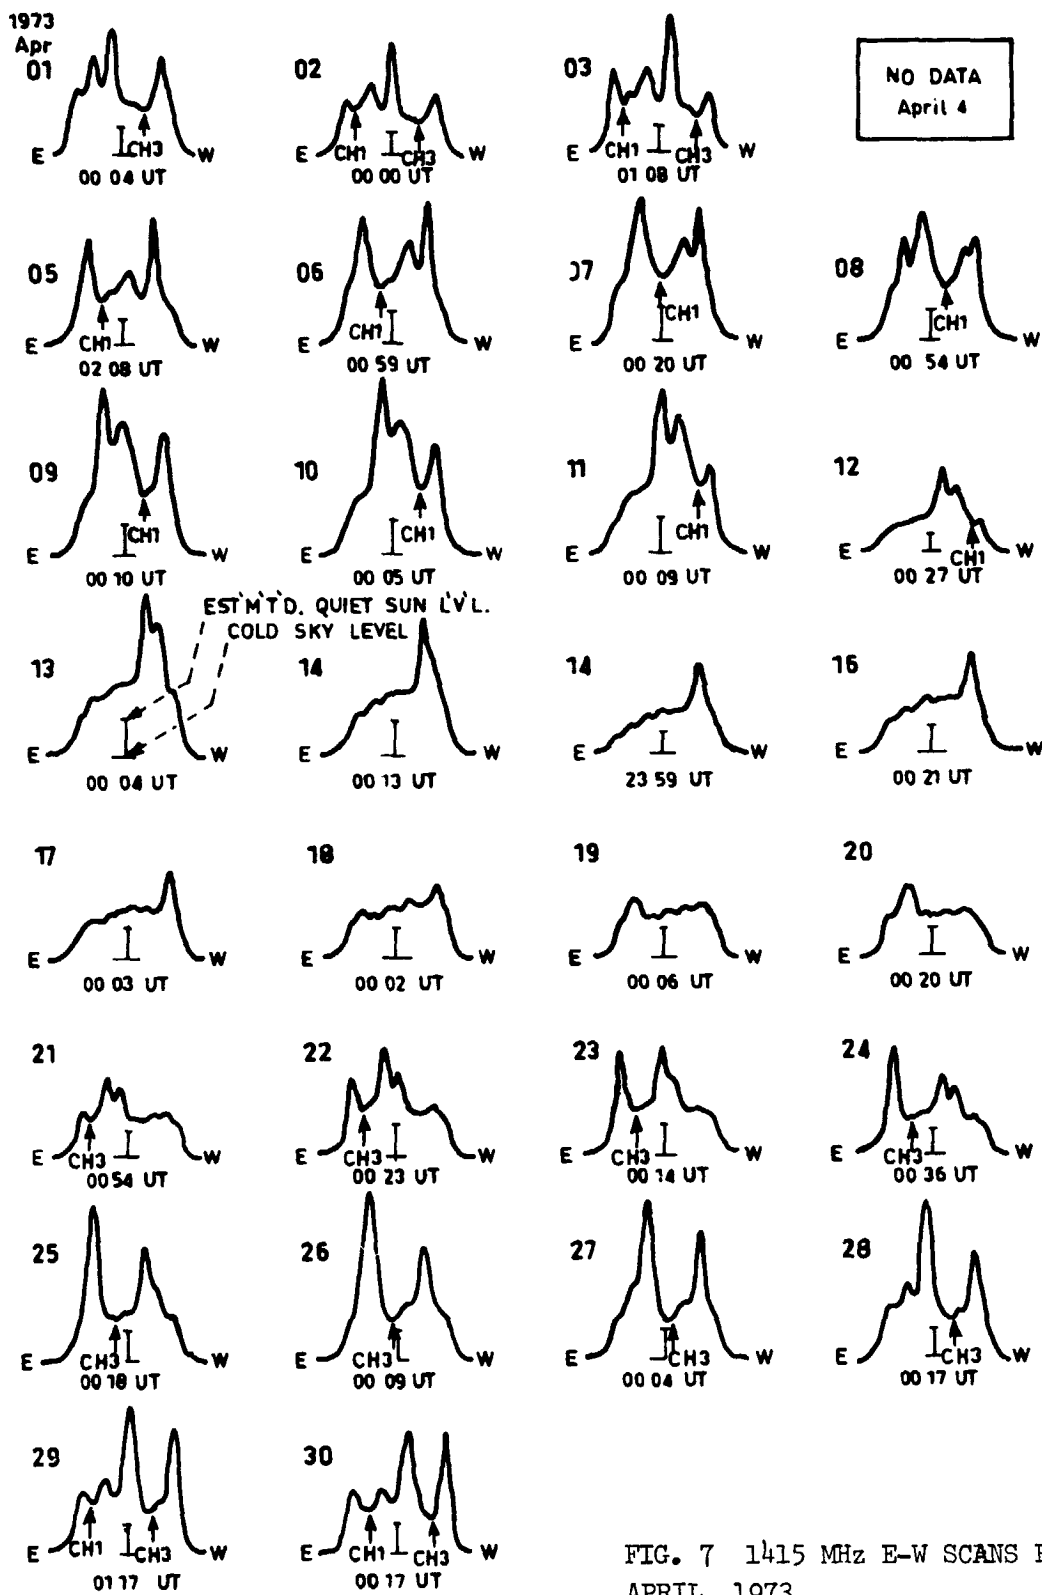 1973
Apr
01
E
CH3
W
00 04 UT
02
E
CH1
CH3
W
00 00 UT
03
E
CH1
CH3
W
01 08 UT
NO DATA
April 4
05
E
CH1
W
02 08 UT
06
E
CH1
W
00 59 UT
07
E
CH1
W
00 20 UT
08
E
CH1
W
00 54 UT
09
E
CH1
W
00 10 UT
10
E
CH1
W
00 05 UT
11
E
CH1
W
00 09 UT
12
E
CH1
W
00 27 UT
EST'M'T'D. QUIET SUN L'V'L.
COLD SKY LEVEL
13
E
W
00 04 UT
14
E
W
00 13 UT
14
E
W
23 59 UT
16
E
W
00 21 UT
17
E
W
00 03 UT
18
E
W
00 02 UT
19
E
W
00 06 UT
20
E
W
00 20 UT
21
E
CH3
W
00 54 UT
22
E
CH3
W
00 23 UT
23
E
CH3
W
00 14 UT
24
E
CH3
W
00 36 UT
25
E
CH3
W
00 18 UT
26
E
CH3
W
00 09 UT
27
E
CH3
W
00 04 UT
28
E
CH3
W
00 17 UT
29
E
CH1
CH3
W
01 17 UT
30
E
CH1
CH3
W
00 17 UT
FIG. 7 1415 MHz E-W SCANS
APRIL 1973